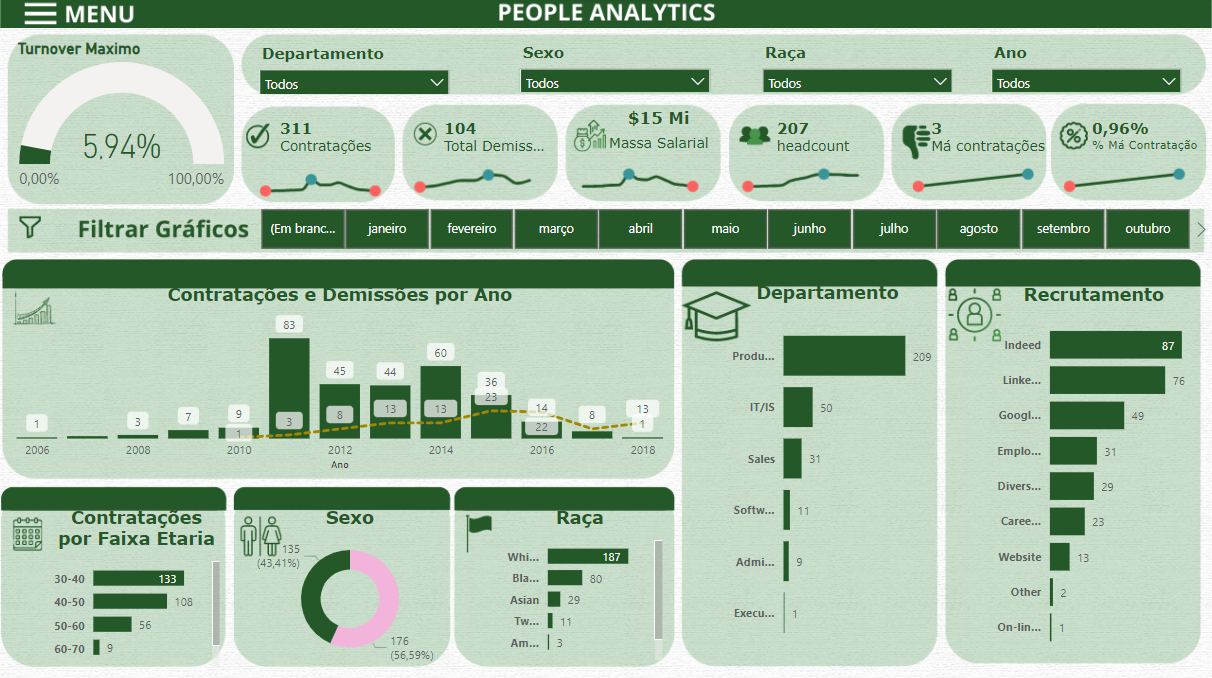 MENU
PEOPLE ANALYTICS
Turnover Maximo
5,94%
0,00%
100,00%
Departamento
Todos
Sexo
Todos
Raça
Todos
Ano
Todos
311
Contratações
104
Total Demiss...
$15 Mi
Massa Salarial
207
headcount
3
Má contratações
0,96%
% Má Contratação
Filtrar Gráficos
(Em branc...
janeiro
fevereiro
março
abril
maio
junho
julho
agosto
setembro
outubro
Contratações e Demissões por Ano
1
3
7
9
1
83
3
45
8
44
13
60
13
36
23
14
22
8
13
1
2006
2008
2010
2012
2014
2016
2018
Ano
Departamento
Produ... 209
IT/IS 50
Sales 31
Softw... 11
Admi... 9
Execu... 1
Recrutamento
Indeed 87
Linke... 76
Googl... 49
Emplo... 31
Divers... 29
Caree... 23
Website 13
Other 2
On-lin... 1
Contratações
por Faixa Etaria
30-40 133
40-50 108
50-60 56
60-70 9
Sexo
135
(43,41%)
176
(56,59%)
Raça
Whi... 187
Bla... 80
Asian 29
Tw... 11
Am... 3